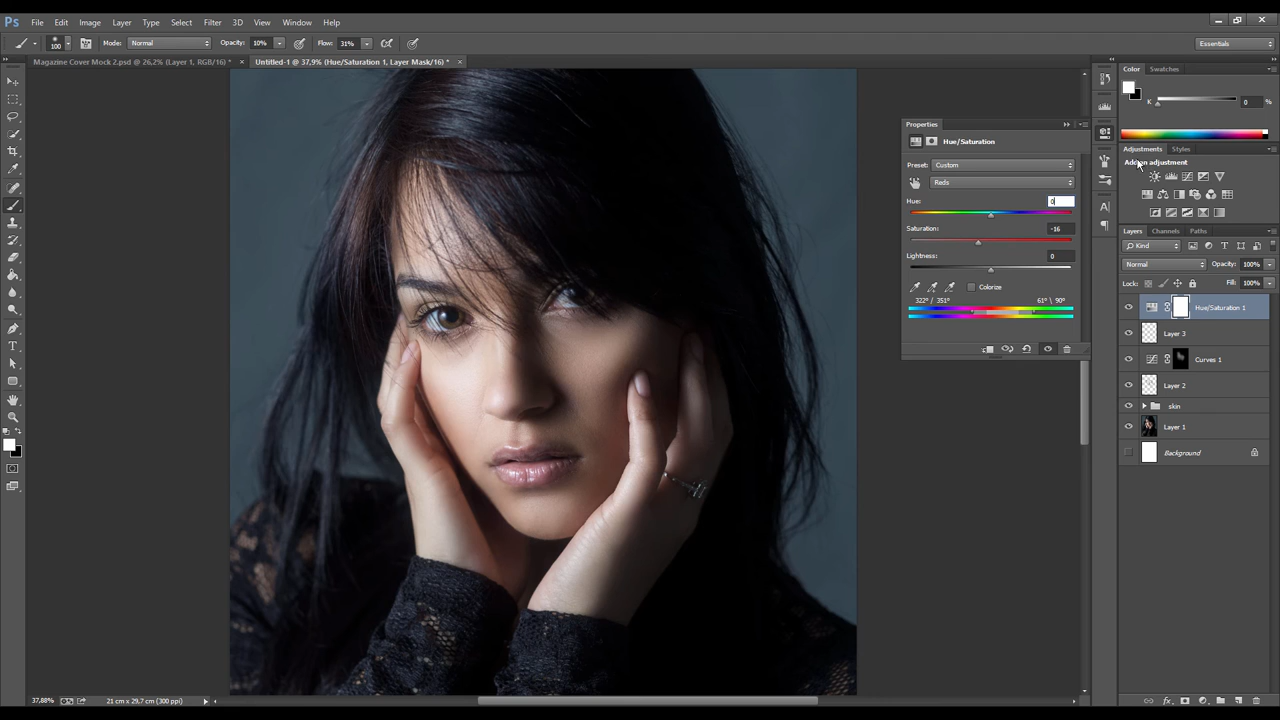 Ps File Edit Image Layer Type Select Filter 3D View Window Help
100 Mode: Normal Opacity: 10% Flow: 31% Essentials
Magazine Cover Mock 2.psd @ 26,2% (Layer 1, RGB/16) * × Untitled-1 @ 37,9% (Hue/Saturation 1, Layer Mask/16) * ×
Color Swatches
K 0 %
Properties
Hue/Saturation
Preset: Custom
Reds
Hue: 0
Saturation: -16
Lightness: 0
Colorize
322° / 351° 61° \ 90°
Adjustments Styles
Add an adjustment
Layers Channels Paths
Kind
Normal Opacity: 100%
Lock: Fill: 100%
Hue/Saturation 1
Layer 3
Curves 1
Layer 2
skin
Layer 1
Background
37,88% 21 cm x 29,7 cm (300 ppi)